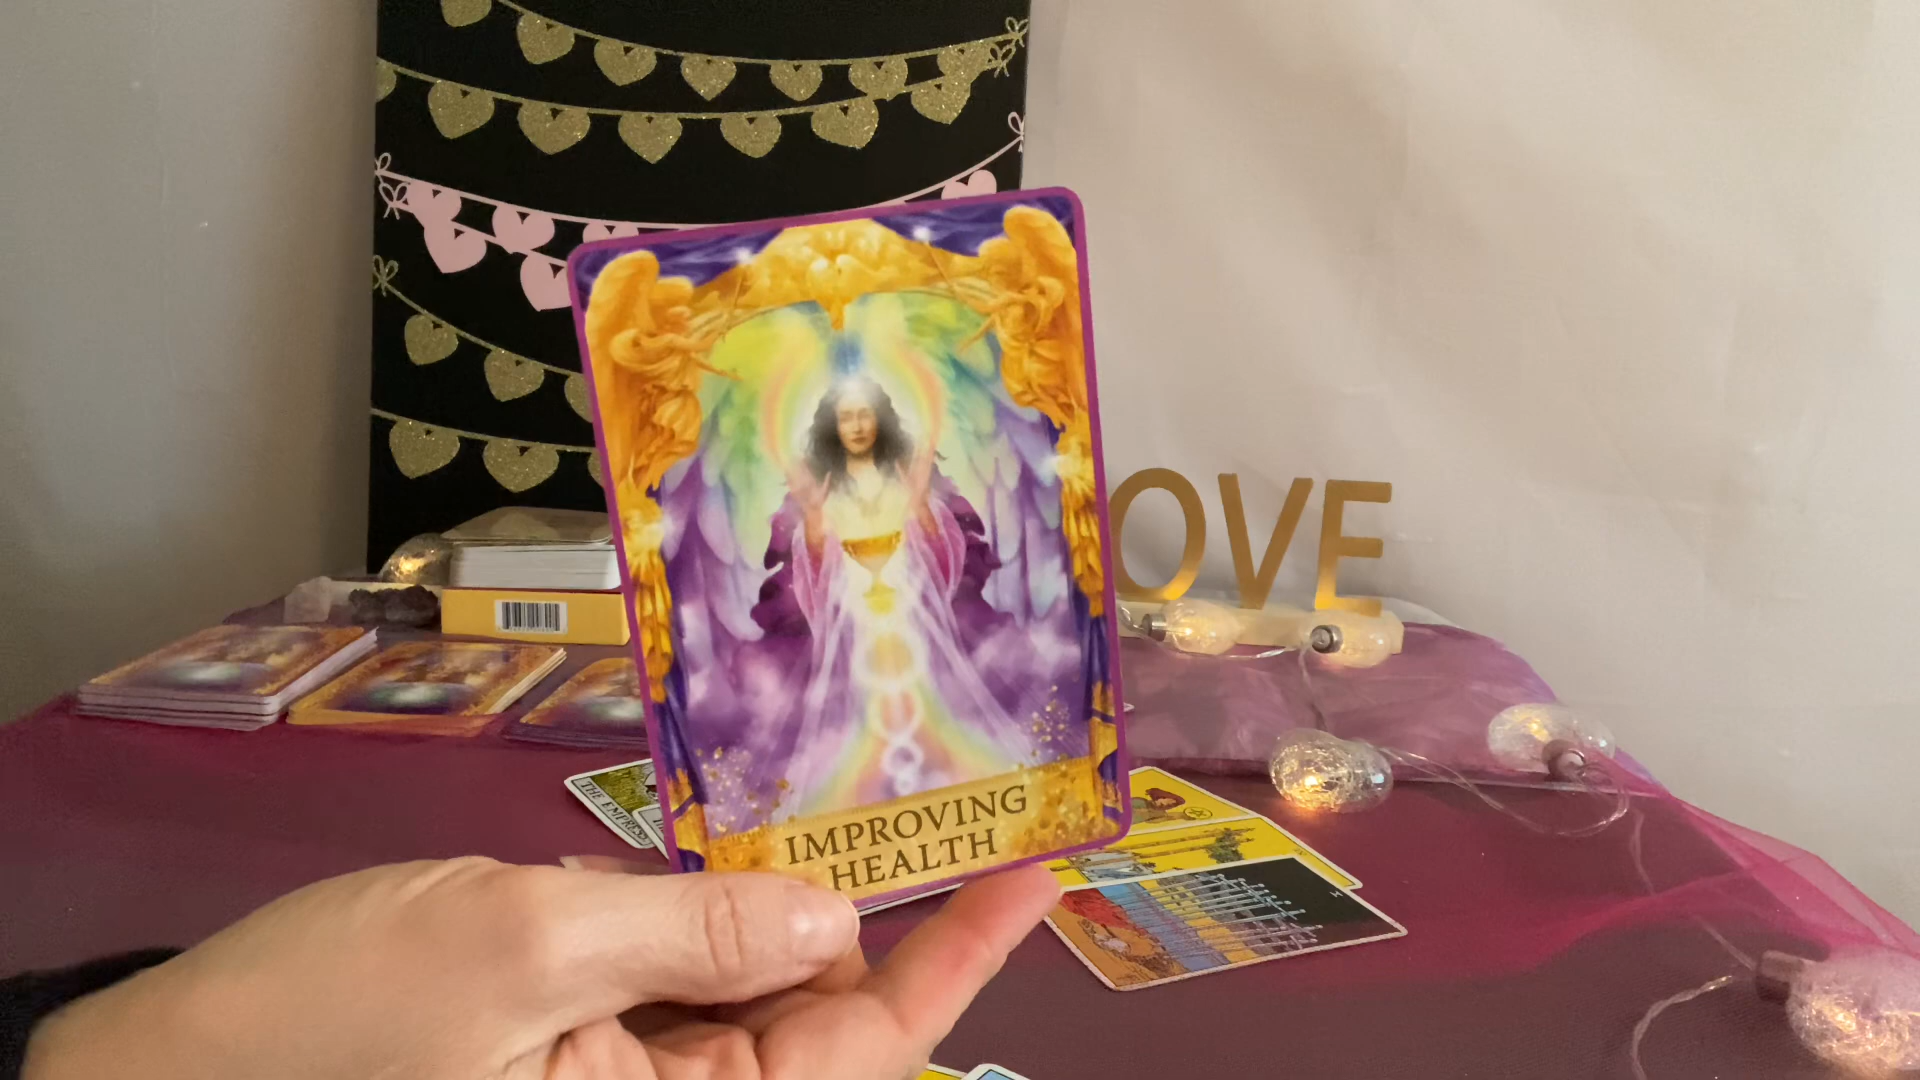 OVE
IMPROVING
HEALTH
THE EMPRESS
X